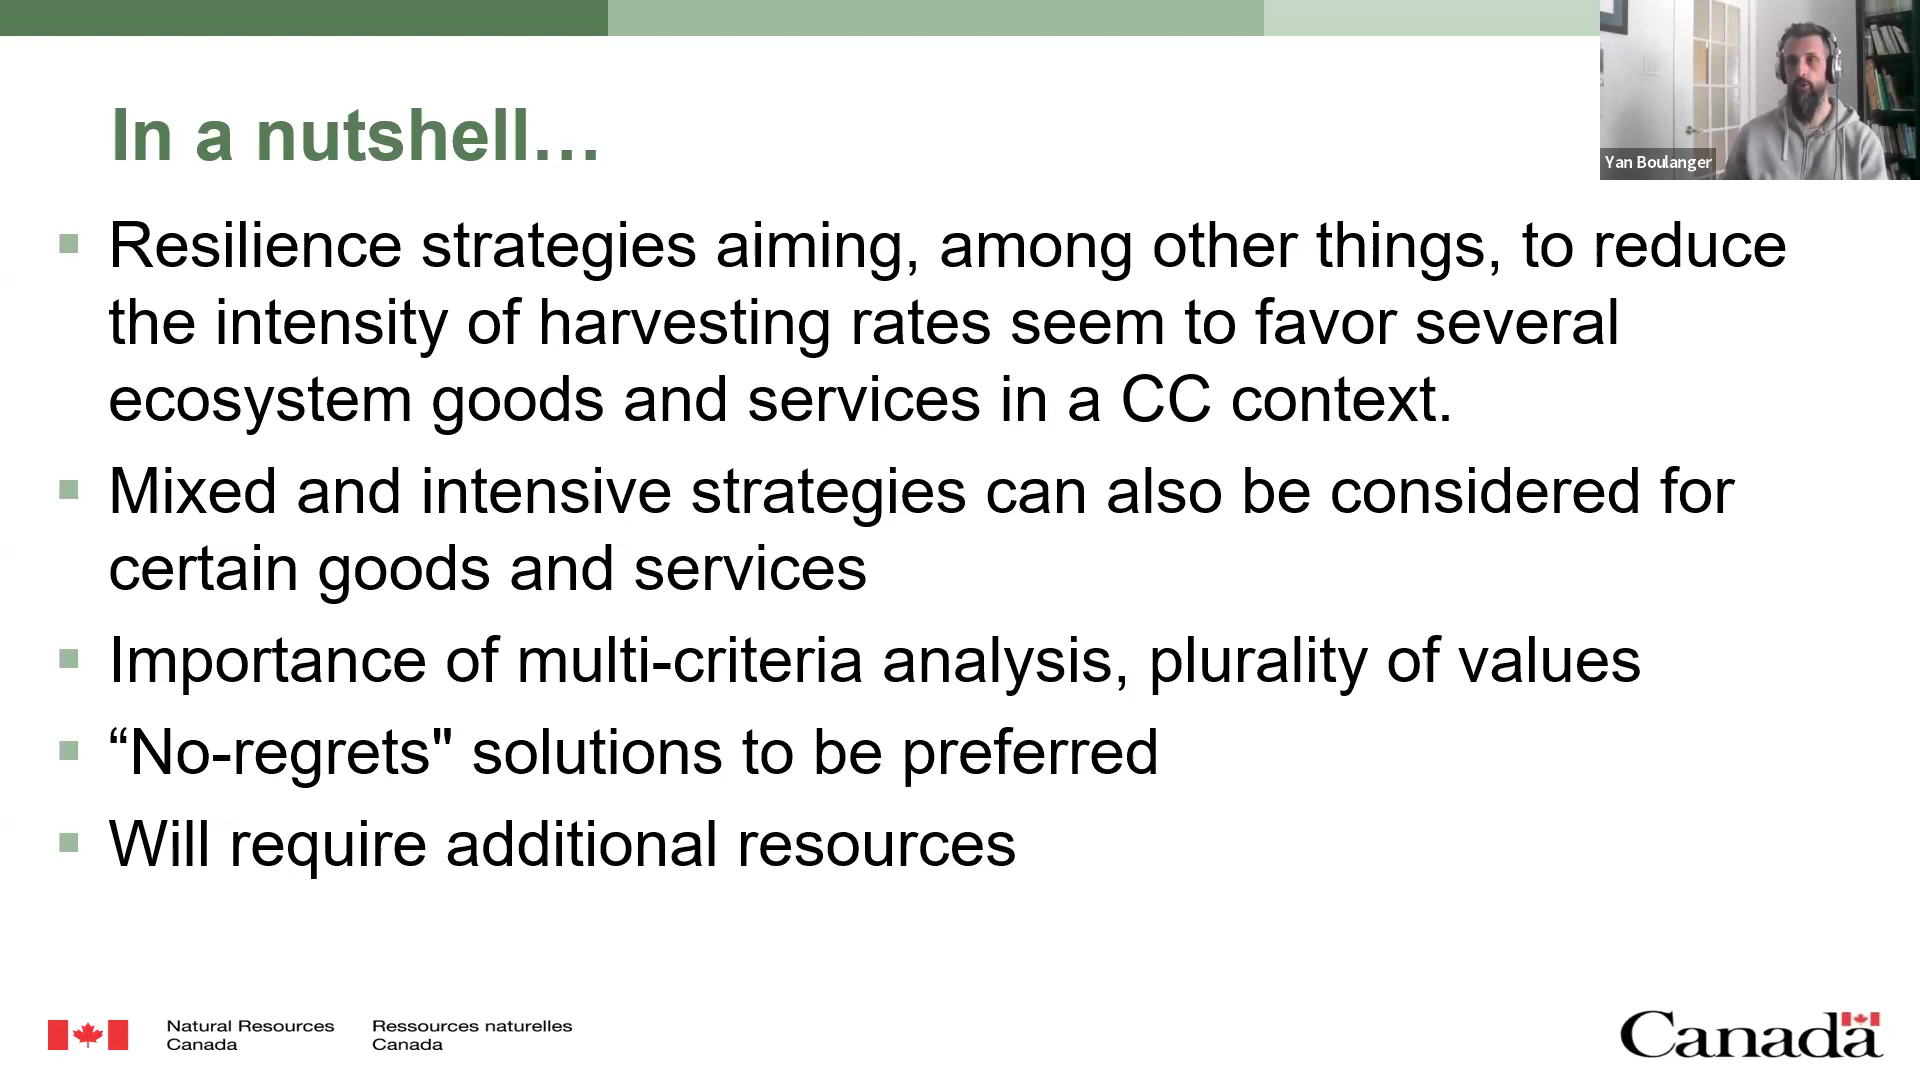 In a nutshell…
Yan Boulanger
▪ Resilience strategies aiming, among other things, to reduce
the intensity of harvesting rates seem to favor several
ecosystem goods and services in a CC context.
▪ Mixed and intensive strategies can also be considered for
certain goods and services
▪ Importance of multi-criteria analysis, plurality of values
▪ “No-regrets" solutions to be preferred
▪ Will require additional resources
Natural Resources
Canada
Ressources naturelles
Canada
Canada